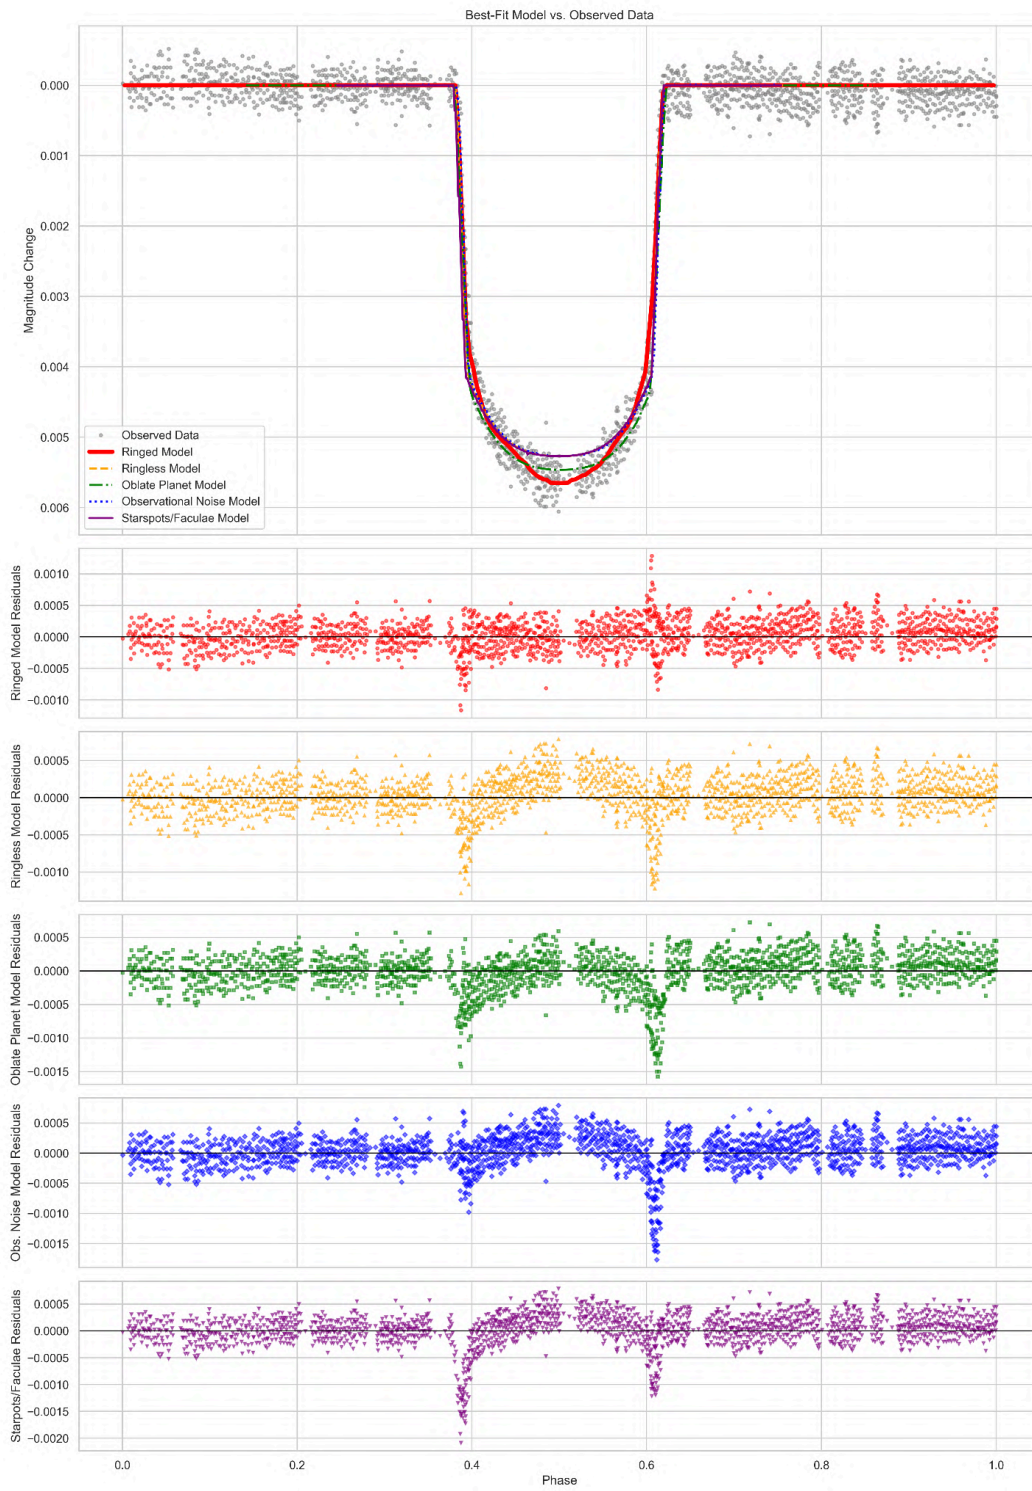 Best-Fit Model vs. Observed Data
Magnitude Change
0.000
0.001
0.002
0.003
0.004
0.005
0.006
Observed Data
Ringed Model
Ringless Model
Oblate Planet Model
Observational Noise Model
Starspots/Faculae Model
Ringed Model Residuals
0.0010
0.0005
0.0000
−0.0005
−0.0010
Ringless Model Residuals
0.0005
0.0000
−0.0005
−0.0010
Oblate Planet Model Residuals
0.0005
0.0000
−0.0005
−0.0010
−0.0015
Obs. Noise Model Residuals
0.0005
0.0000
−0.0005
−0.0010
−0.0015
Starpots/Faculae Residuals
0.0005
0.0000
−0.0005
−0.0010
−0.0015
−0.0020
0.0 0.2 0.4 0.6 0.8 1.0
Phase